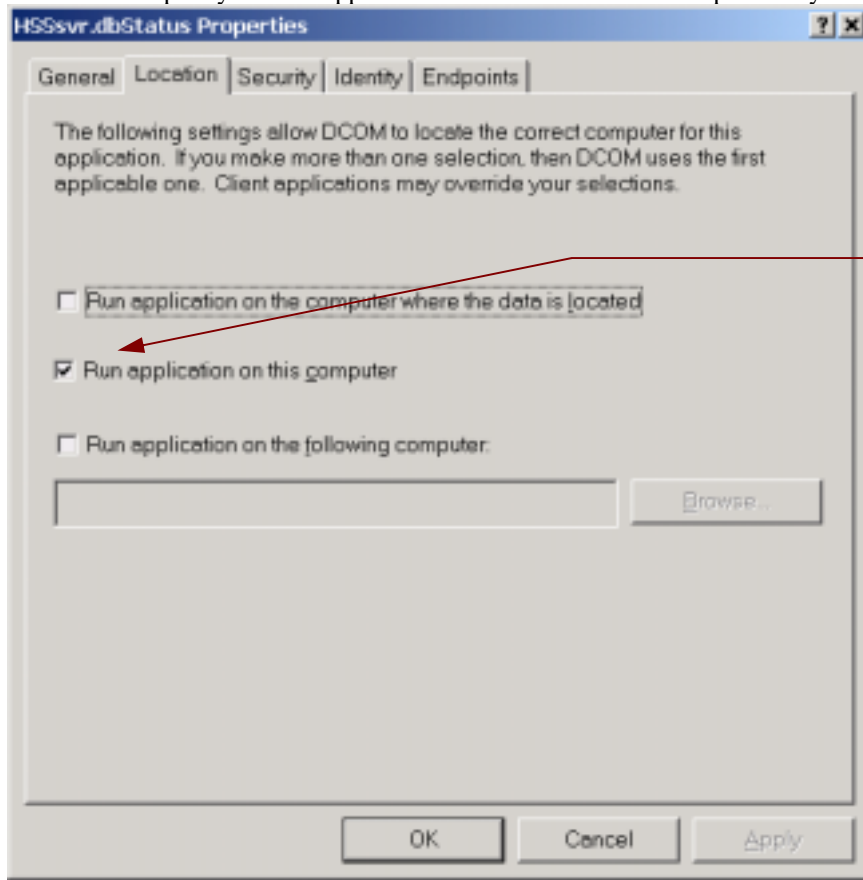 HSSsvr.dbStatus Properties
General Location Security Identity Endpoints
The following settings allow DCOM to locate the correct computer for this
application. If you make more than one selection, then DCOM uses the first
applicable one. Client applications may override your selections.
Run application on the computer where the data is located
Run application on this computer
Run application on the following computer:
Browse...
OK Cancel Apply